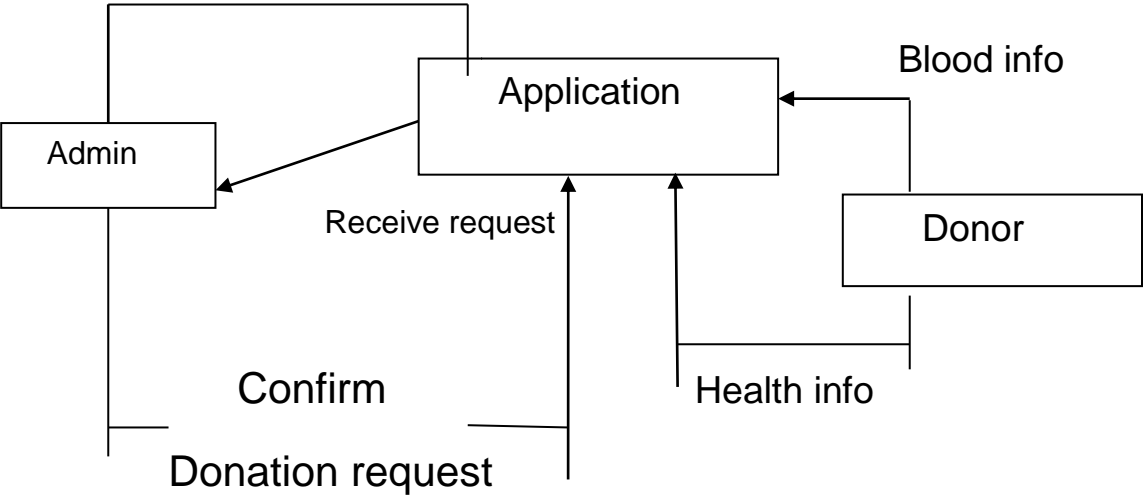 Blood info
Application
Admin
Receive request
Donor
Confirm
Health info
Donation request